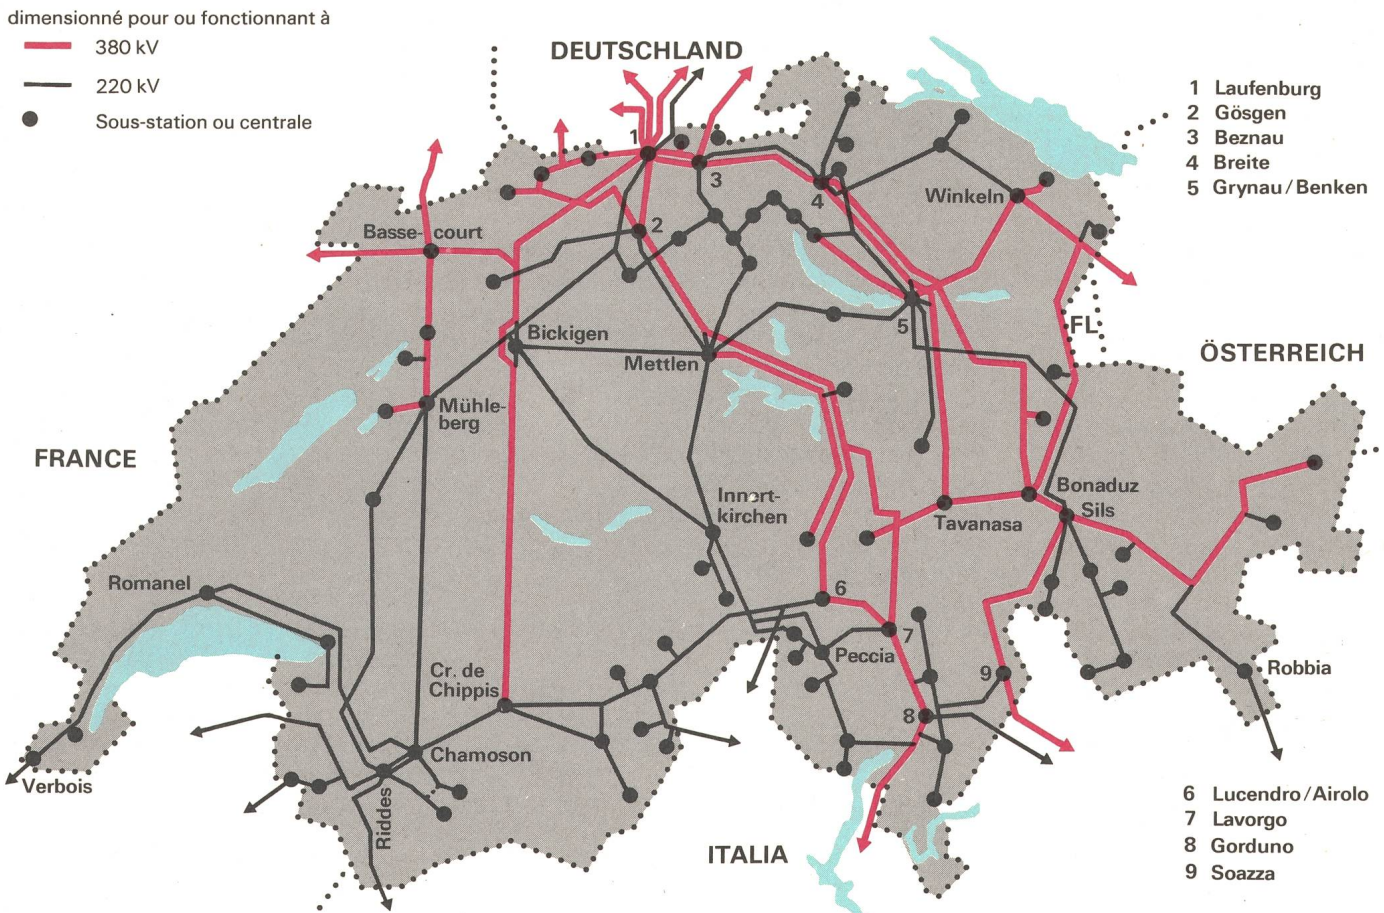 dimensionné pour ou fonctionnant à
380 kV
220 kV
Sous-station ou centrale
DEUTSCHLAND
1 Laufenburg
2 Gösgen
3 Beznau
4 Breite
5 Grynau/Benken
1
3
4
Winkeln
2
Basse-court
5
FL
Bickigen
Mettlen
ÖSTERREICH
Mühle-
berg
FRANCE
Innert-
kirchen
Bonaduz
Sils
Tavanasa
Romanel
6
7
Peccia
Cr. de
Chippis
9
Robbia
8
Chamoson
Verbois
Riddes
ITALIA
6 Lucendro/Airolo
7 Lavorgo
8 Gorduno
9 Soazza